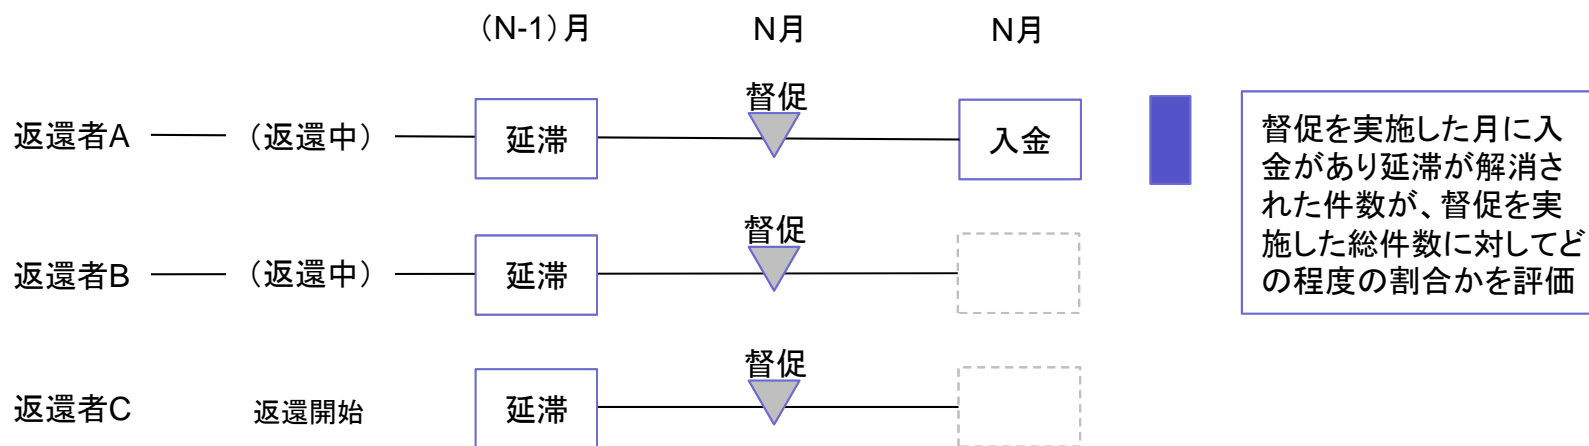 (N-1)月 N月 N月
督促
返還者A (返還中) 延滞 入金
督促
返還者B (返還中) 延滞
督促
返還者C 返還開始 延滞
督促を実施した月に入
金があり延滞が解消さ
れた件数が、督促を実
施した総件数に対してど
の程度の割合かを評価